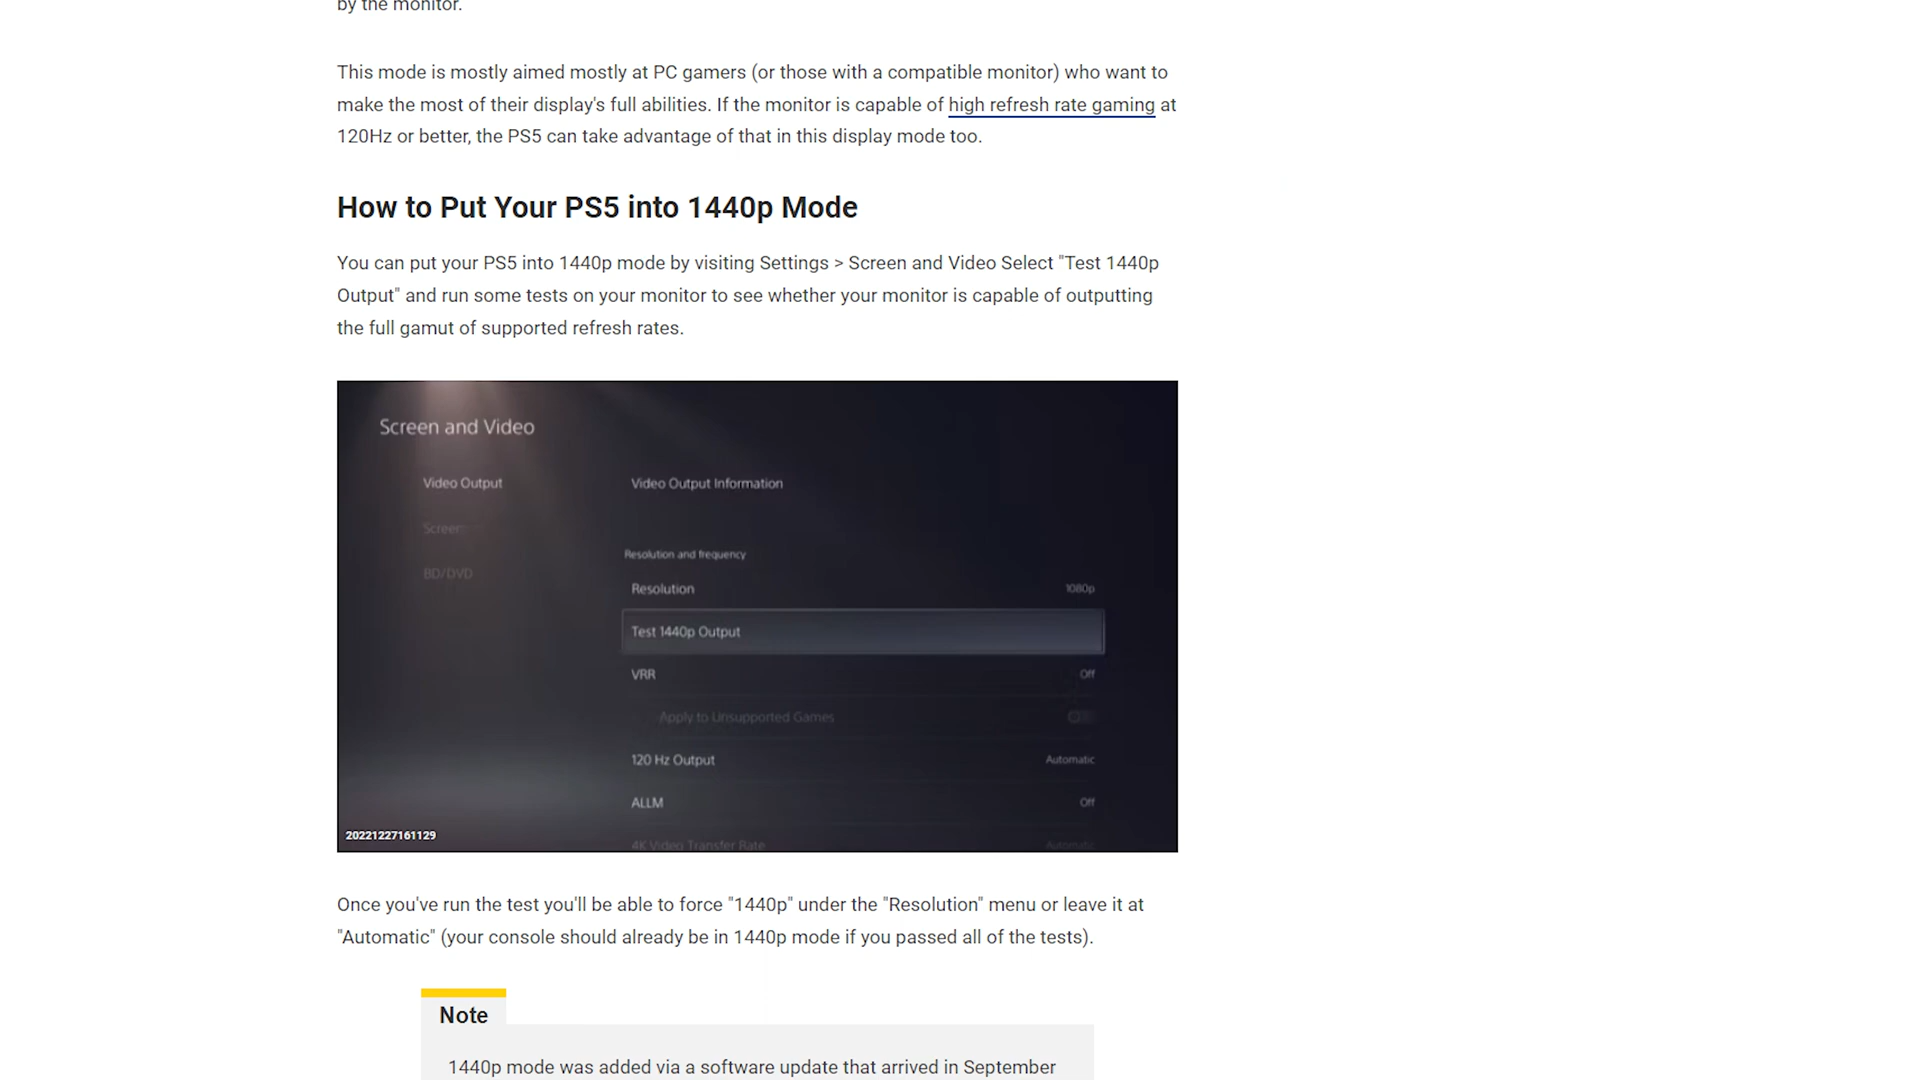 by the monitor.
This mode is mostly aimed mostly at PC gamers (or those with a compatible monitor) who want to
make the most of their display's full abilities. If the monitor is capable of high refresh rate gaming at
120Hz or better, the PS5 can take advantage of that in this display mode too.
How to Put Your PS5 into 1440p Mode
You can put your PS5 into 1440p mode by visiting Settings > Screen and Video Select "Test 1440p
Output" and run some tests on your monitor to see whether your monitor is capable of outputting
the full gamut of supported refresh rates.
Screen and Video
Video Output
Video Output Information
Screen
Resolution and frequency
BD/DVD
Resolution 1080p
Test 1440p Output
VRR Off
Apply to Unsupported Games
120 Hz Output Automatic
ALLM Off
20221227161129
4K Video Transfer Rate Automatic
Once you've run the test you'll be able to force "1440p" under the "Resolution" menu or leave it at
"Automatic" (your console should already be in 1440p mode if you passed all of the tests).
Note
1440p mode was added via a software update that arrived in September